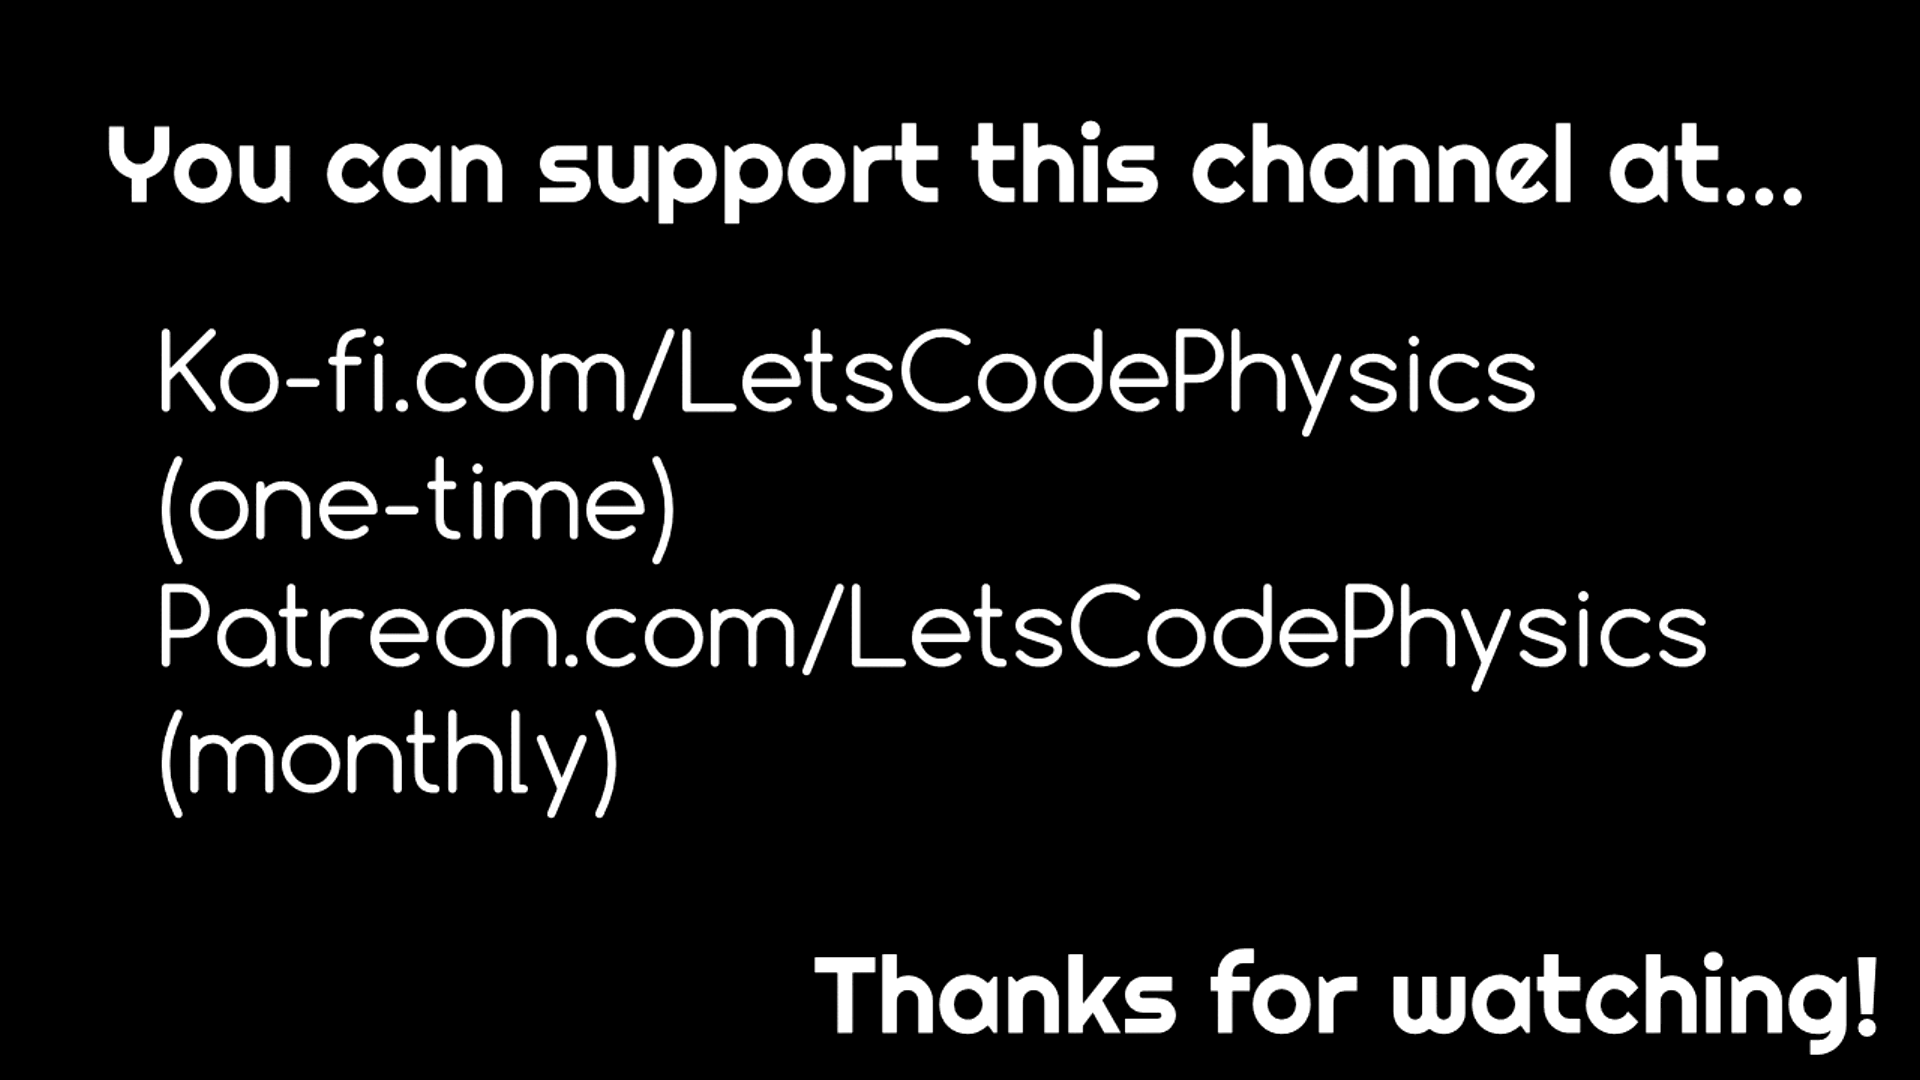 You can support this channel at...
Ko-fi.com/LetsCodePhysics
(one-time)
Patreon.com/LetsCodePhysics
(monthly)
Thanks for watching!